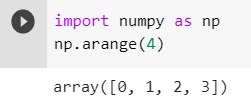 import numpy as np
np.arange(4)
array([0, 1, 2, 3])